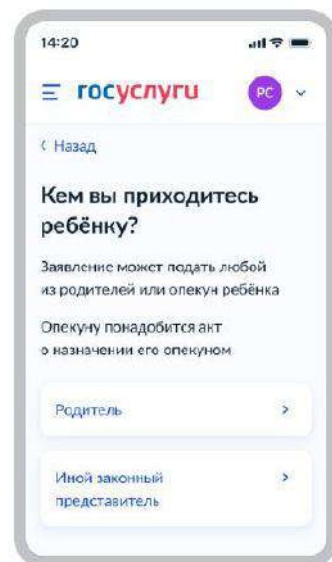 14:20
госуслуги
РС
Назад
Кем вы приходитесь
ребёнку?
Заявление может подать любой
из родителей или опекун ребёнка
Опекуну понадобится акт
о назначении его опекуном
Родитель
Иной законный
представитель